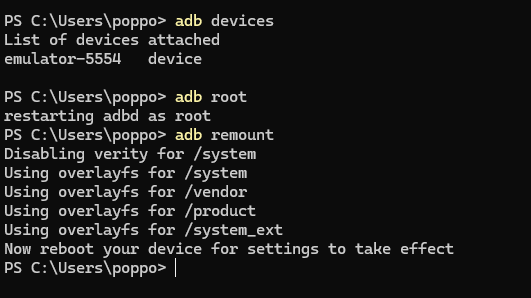 PS C:\Users\poppo> adb devices
List of devices attached
emulator-5554   device
PS C:\Users\poppo> adb root
restarting adbd as root
PS C:\Users\poppo> adb remount
Disabling verity for /system
Using overlayfs for /system
Using overlayfs for /vendor
Using overlayfs for /product
Using overlayfs for /system_ext
Now reboot your device for settings to take effect
PS C:\Users\poppo>